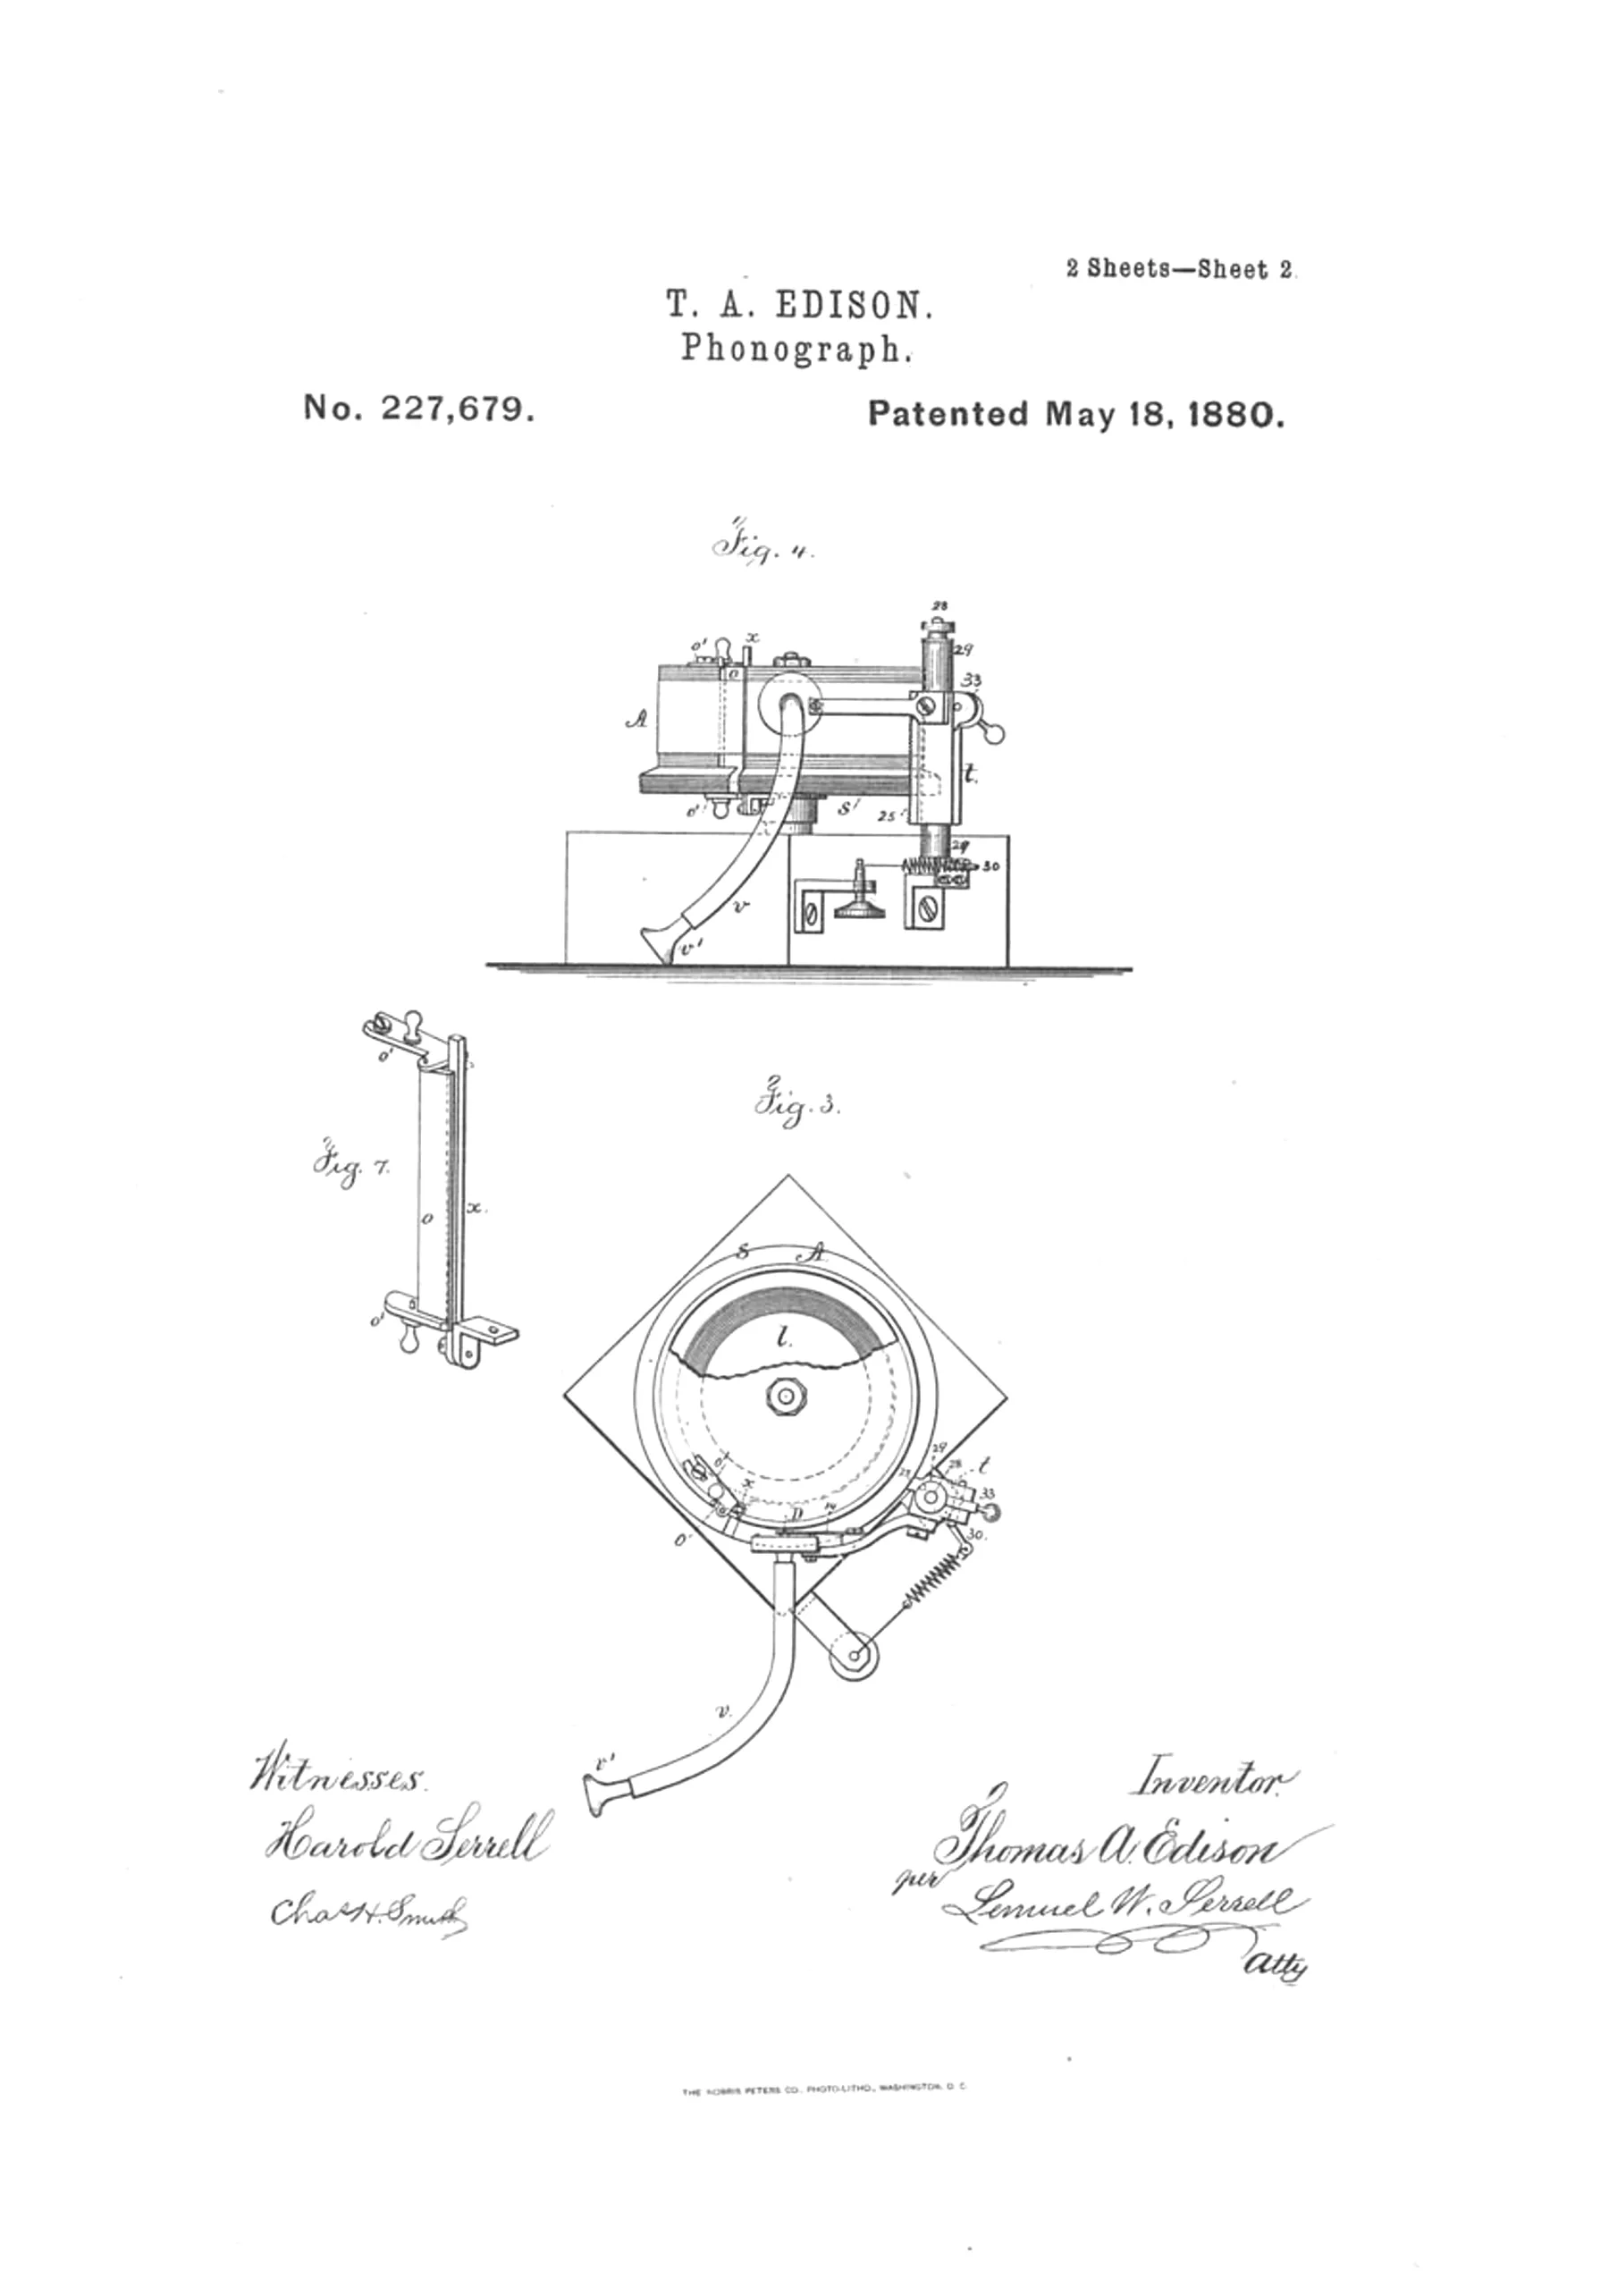 2 Sheets—Sheet 2.
T. A. EDISON.
Phonograph.
No. 227,679.
Patented May 18, 1880.
Fig. 4.
28
o' x
29
o
33
A
t.
o' s' 25
29
30
v
v'
o'
Fig. 3.
Fig. 7.
o x.
o'
S A
l.
29
o' 28 t
x 33
D
o 30.
v.
v'
Witnesses.
Harold Serrell
Chas H. Smith
Inventor.
Thomas A. Edison
per Lemuel W. Serrell
atty
THE NORRIS PETERS CO., PHOTO-LITHO., WASHINGTON, D. C.